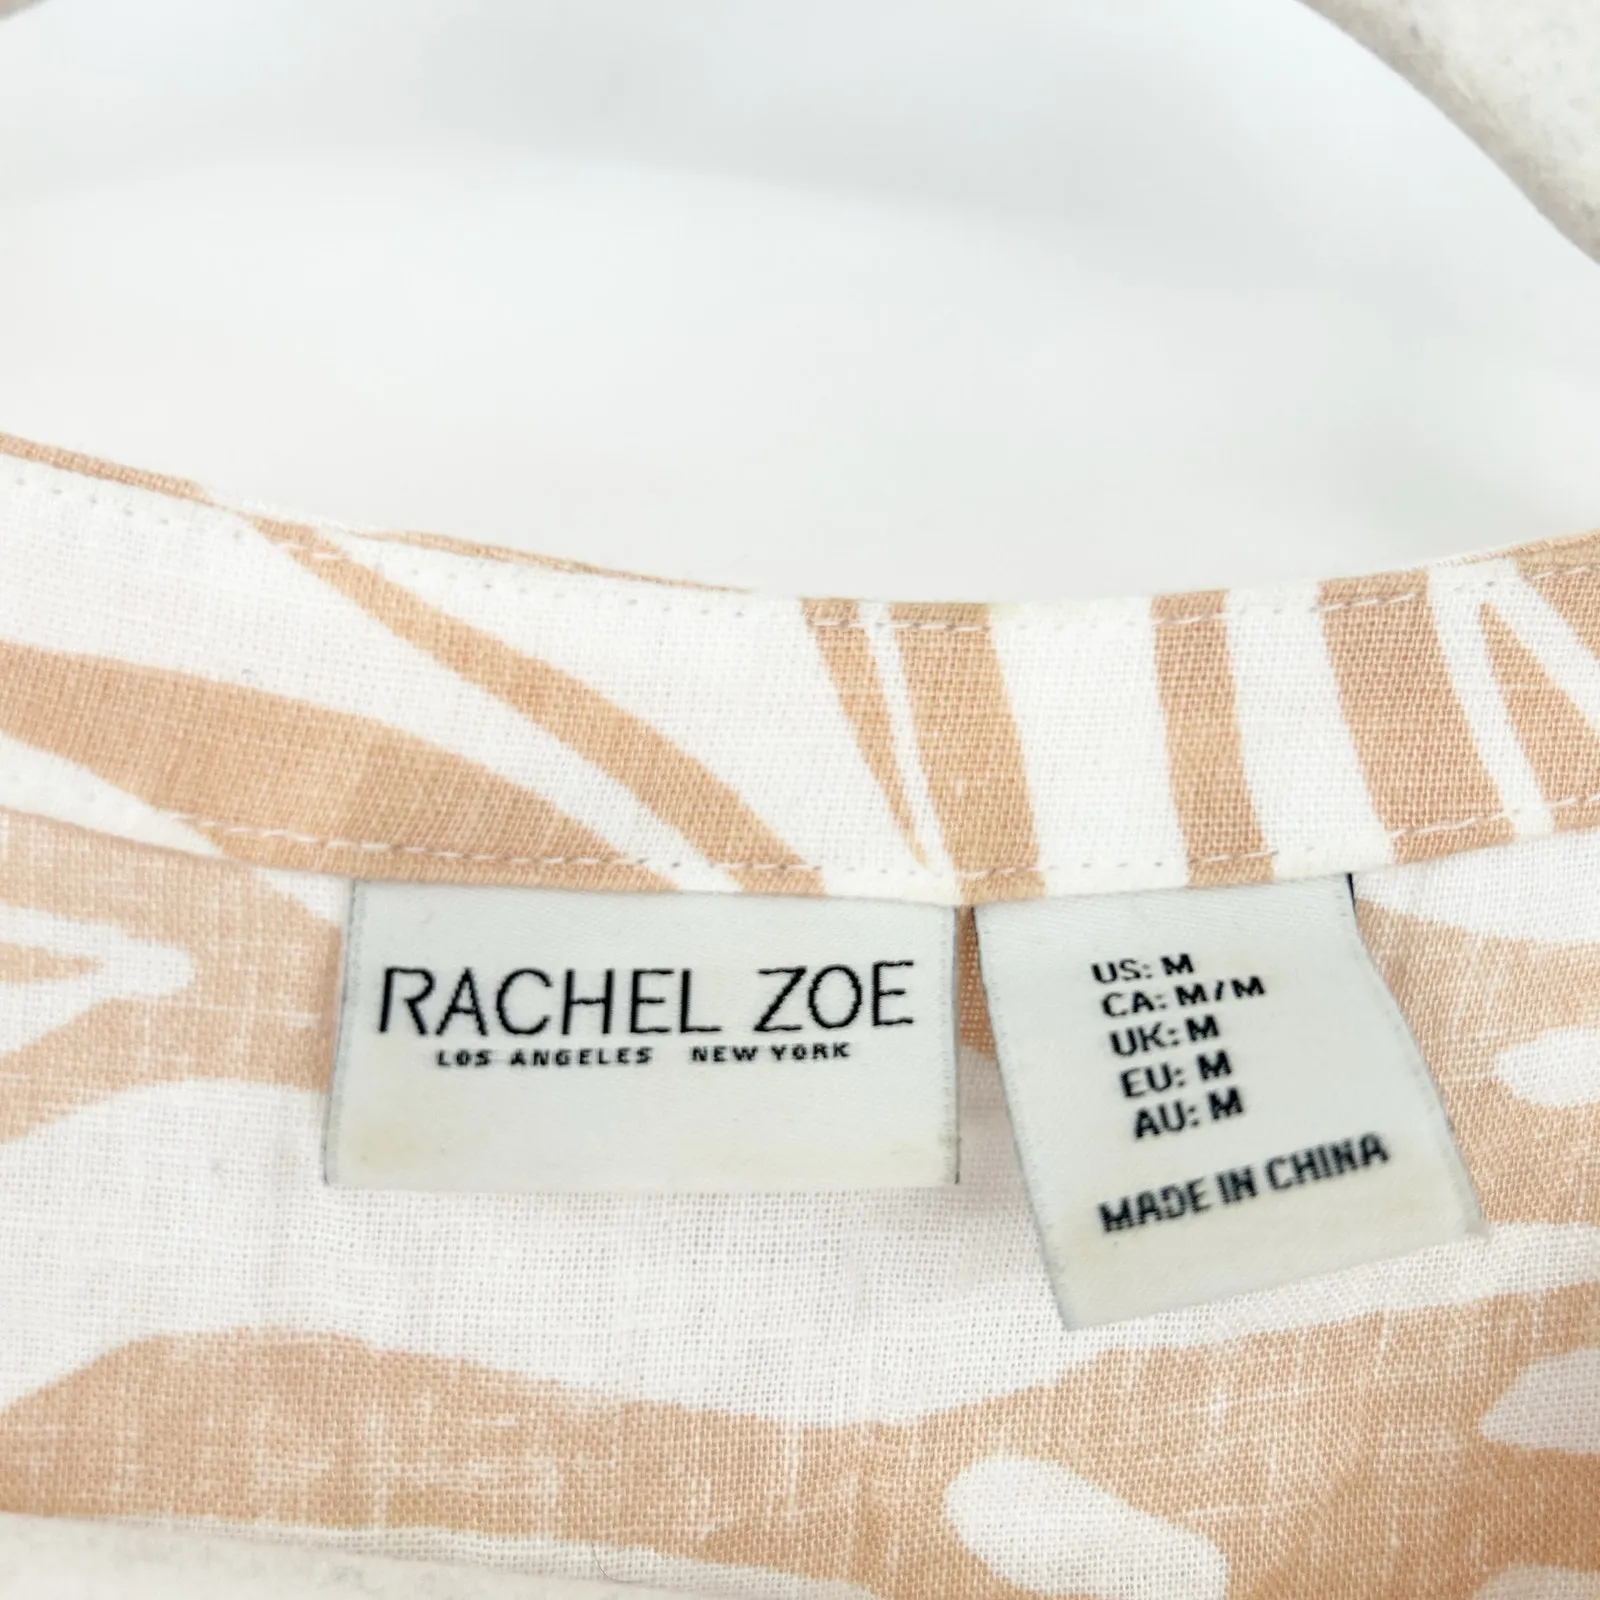 RACHEL ZOE
LOS ANGELES NEW YORK
US: M
CA: M/M
UK: M
EU: M
AU: M
MADE IN CHINA